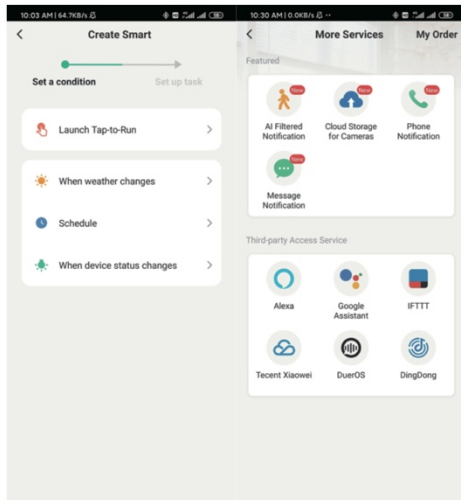 10:03 AM | 64.7KB/s
Create Smart
Set a condition
Set up task
Launch Tap-to-Run
When weather changes
Schedule
When device status changes
10:30 AM | 0.0KB/s
More Services
My Order
Featured
New
New
New
AI Filtered
Notification
Cloud Storage
for Cameras
Phone
Notification
New
Message
Notification
Third-party Access Service
Alexa
Google
Assistant
IFTTT
Tecent Xiaowei
DuerOS
DingDong